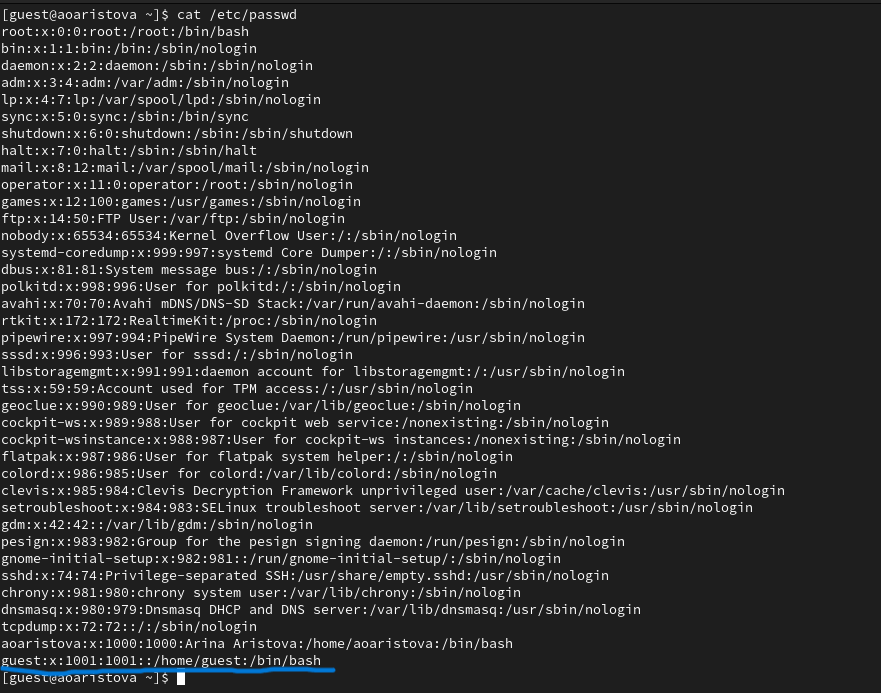 [guest@aoaristova ~]$ cat /etc/passwd
root:x:0:0:root:/root:/bin/bash
bin:x:1:1:bin:/bin:/sbin/nologin
daemon:x:2:2:daemon:/sbin:/sbin/nologin
adm:x:3:4:adm:/var/adm:/sbin/nologin
lp:x:4:7:lp:/var/spool/lpd:/sbin/nologin
sync:x:5:0:sync:/sbin:/bin/sync
shutdown:x:6:0:shutdown:/sbin:/sbin/shutdown
halt:x:7:0:halt:/sbin:/sbin/halt
mail:x:8:12:mail:/var/spool/mail:/sbin/nologin
operator:x:11:0:operator:/root:/sbin/nologin
games:x:12:100:games:/usr/games:/sbin/nologin
ftp:x:14:50:FTP User:/var/ftp:/sbin/nologin
nobody:x:65534:65534:Kernel Overflow User:/:/sbin/nologin
systemd-coredump:x:999:997:systemd Core Dumper:/:/sbin/nologin
dbus:x:81:81:System message bus:/:/sbin/nologin
polkitd:x:998:996:User for polkitd:/:/sbin/nologin
avahi:x:70:70:Avahi mDNS/DNS-SD Stack:/var/run/avahi-daemon:/sbin/nologin
rtkit:x:172:172:RealtimeKit:/proc:/sbin/nologin
pipewire:x:997:994:PipeWire System Daemon:/run/pipewire:/usr/sbin/nologin
sssd:x:996:993:User for sssd:/:/sbin/nologin
libstoragemgmt:x:991:991:daemon account for libstoragemgmt:/:/usr/sbin/nologin
tss:x:59:59:Account used for TPM access:/:/usr/sbin/nologin
geoclue:x:990:989:User for geoclue:/var/lib/geoclue:/sbin/nologin
cockpit-ws:x:989:988:User for cockpit web service:/nonexisting:/sbin/nologin
cockpit-wsinstance:x:988:987:User for cockpit-ws instances:/nonexisting:/sbin/nologin
flatpak:x:987:986:User for flatpak system helper:/:/sbin/nologin
colord:x:986:985:User for colord:/var/lib/colord:/sbin/nologin
clevis:x:985:984:Clevis Decryption Framework unprivileged user:/var/cache/clevis:/usr/sbin/nologin
setroubleshoot:x:984:983:SELinux troubleshoot server:/var/lib/setroubleshoot:/usr/sbin/nologin
gdm:x:42:42::/var/lib/gdm:/sbin/nologin
pesign:x:983:982:Group for the pesign signing daemon:/run/pesign:/sbin/nologin
gnome-initial-setup:x:982:981::/run/gnome-initial-setup/:/sbin/nologin
sshd:x:74:74:Privilege-separated SSH:/usr/share/empty.sshd:/usr/sbin/nologin
chrony:x:981:980:chrony system user:/var/lib/chrony:/sbin/nologin
dnsmasq:x:980:979:Dnsmasq DHCP and DNS server:/var/lib/dnsmasq:/usr/sbin/nologin
tcpdump:x:72:72::/:/sbin/nologin
aoaristova:x:1000:1000:Arina Aristova:/home/aoaristova:/bin/bash
guest:x:1001:1001::/home/guest:/bin/bash
[guest@aoaristova ~]$